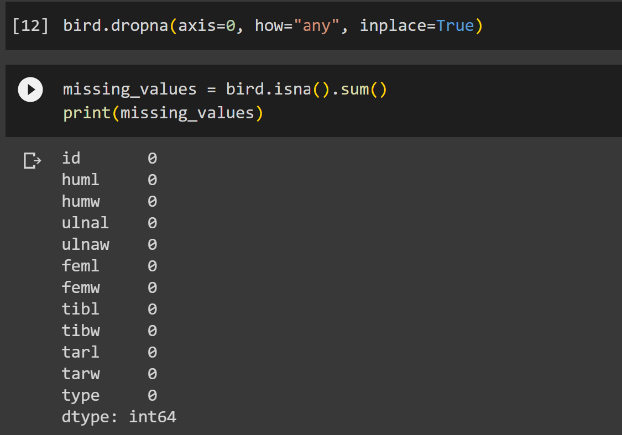 [12] bird.dropna(axis=0, how="any", inplace=True)
missing_values = bird.isna().sum()
print(missing_values)
id 0
huml 0
humw 0
ulnal 0
ulnaw 0
feml 0
femw 0
tibl 0
tibw 0
tarl 0
tarw 0
type 0
dtype: int64